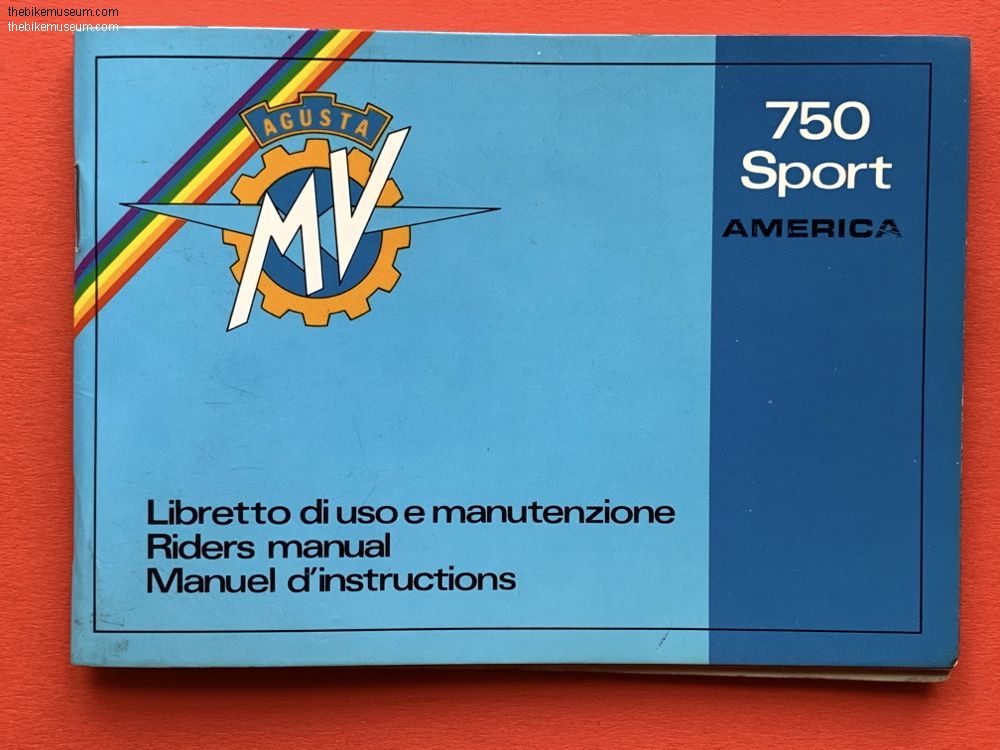 thebikemuseum.com
thebikemuseum.com
AGUSTA
MV
750
Sport
AMERICA
Libretto di uso e manutenzione
Riders manual
Manuel d'instructions